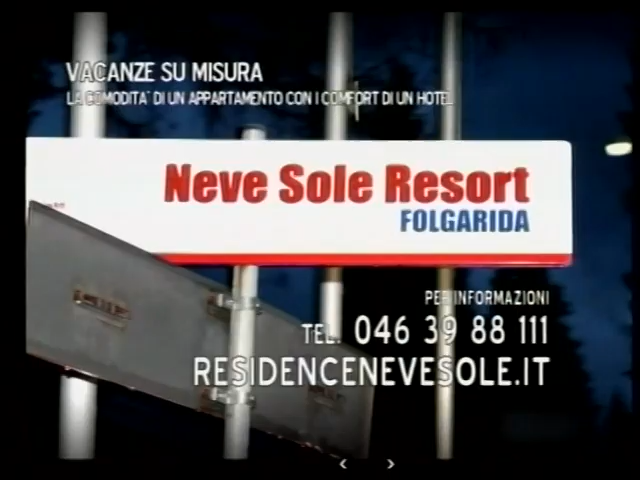 VACANZE SU MISURA
LA COMODITA' DI UN APPARTAMENTO CON I COMFORT DI UN HOTEL
Neve Sole Resort
FOLGARIDA
PER INFORMAZIONI
TEL. 046 39 88 111
RESIDENCENEVESOLE.IT